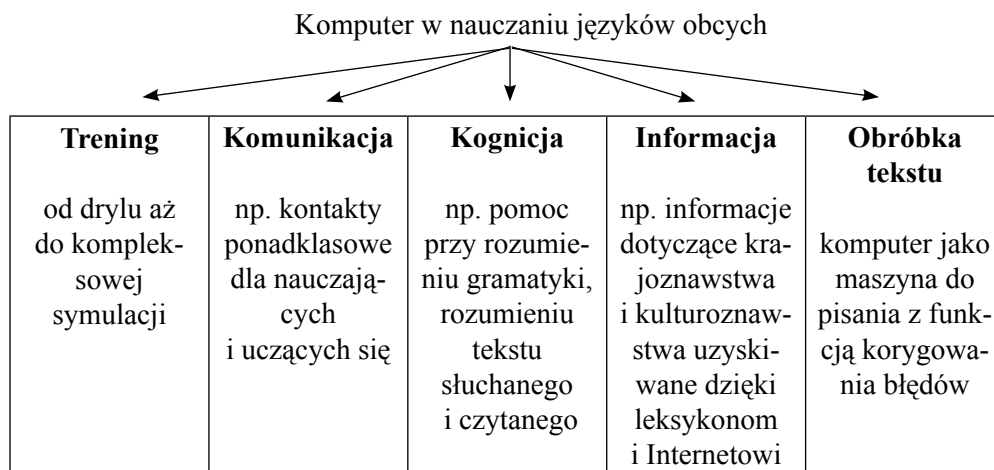 Komputer w nauczaniu języków obcych
Trening
od drylu aż
do komplek-
sowej
symulacji
Komunikacja
np. kontakty
ponadklasowe
dla nauczają-
cych
i uczących się
Kognicja
np. pomoc
przy rozumie-
niu gramatyki,
rozumieniu
tekstu
słuchanego
i czytanego
Informacja
np. informacje
dotyczące kra-
joznawstwa
i kulturoznaw-
stwa uzyski-
wane dzięki
leksykonom
i Internetowi
Obróbka
tekstu
komputer jako
maszyna do
pisania z funk-
cją korygowa-
nia błędów